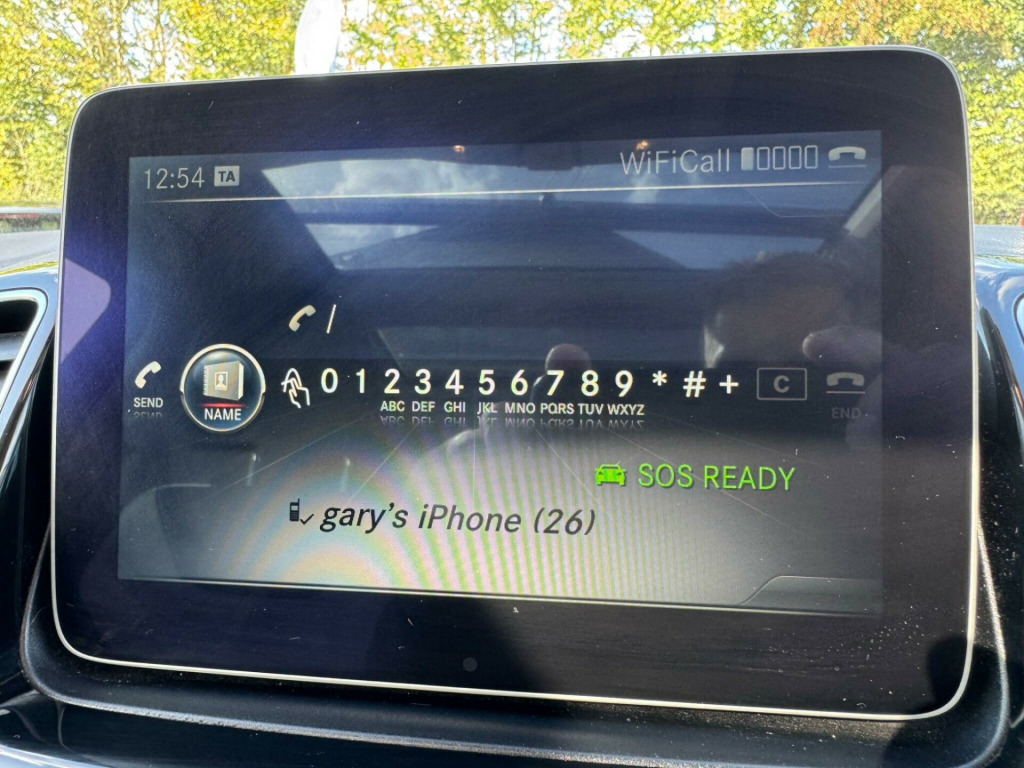 12:54 TA WiFiCall
SEND NAME 0 1 2 3 4 5 6 7 8 9 * # + C END
ABC DEF GHI JKL MNO PQRS TUV WXYZ
SOS READY
gary's iPhone (26)